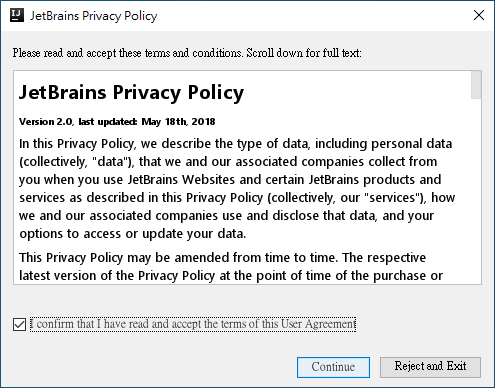 IJ JetBrains Privacy Policy
Please read and accept these terms and conditions. Scroll down for full text:
JetBrains Privacy Policy
Version 2.0, last updated: May 18th, 2018
In this Privacy Policy, we describe the type of data, including personal data
(collectively, "data"), that we and our associated companies collect from
you when you use JetBrains Websites and certain JetBrains products and
services as described in this Privacy Policy (collectively, our "services"), how
we and our associated companies use and disclose that data, and your
options to access or update your data.
This Privacy Policy may be amended from time to time. The respective
latest version of the Privacy Policy at the point of time of the purchase or
I confirm that I have read and accept the terms of this User Agreement
Continue Reject and Exit